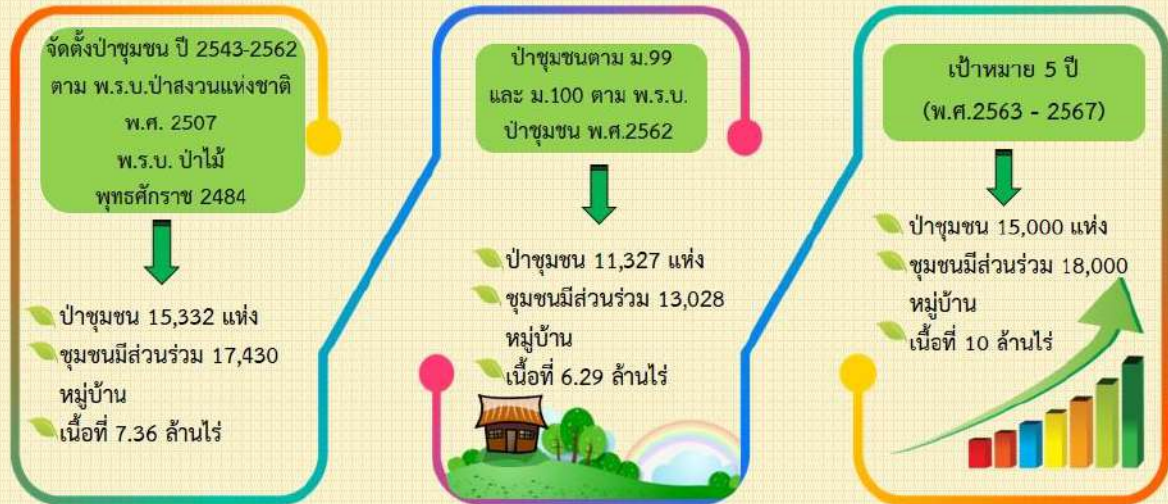 จัดตั้งป่าชุมชน ปี 2543-2562
ตาม พ.ร.บ.ป่าสงวนแห่งชาติ
พ.ศ. 2507
พ.ร.บ. ป่าไม้
พุทธศักราช 2484
ป่าชุมชน 15,332 แห่ง
ชุมชนมีส่วนร่วม 17,430
หมู่บ้าน
เนื้อที่ 7.36 ล้านไร่
ป่าชุมชนตาม ม.99
และ ม.100 ตาม พ.ร.บ.
ป่าชุมชน พ.ศ.2562
ป่าชุมชน 11,327 แห่ง
ชุมชนมีส่วนร่วม 13,028
หมู่บ้าน
เนื้อที่ 6.29 ล้านไร่
เป้าหมาย 5 ปี
(พ.ศ.2563 - 2567)
ป่าชุมชน 15,000 แห่ง
ชุมชนมีส่วนร่วม 18,000
หมู่บ้าน
เนื้อที่ 10 ล้านไร่